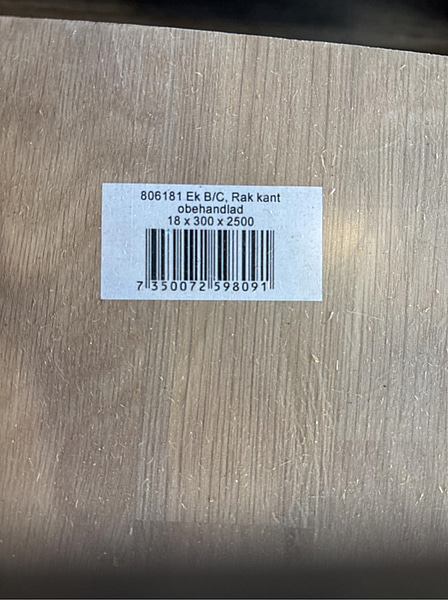 806181 Ek B/C, Rak kant
obehandlad
18 x 300 x 2500
7 350072 598091